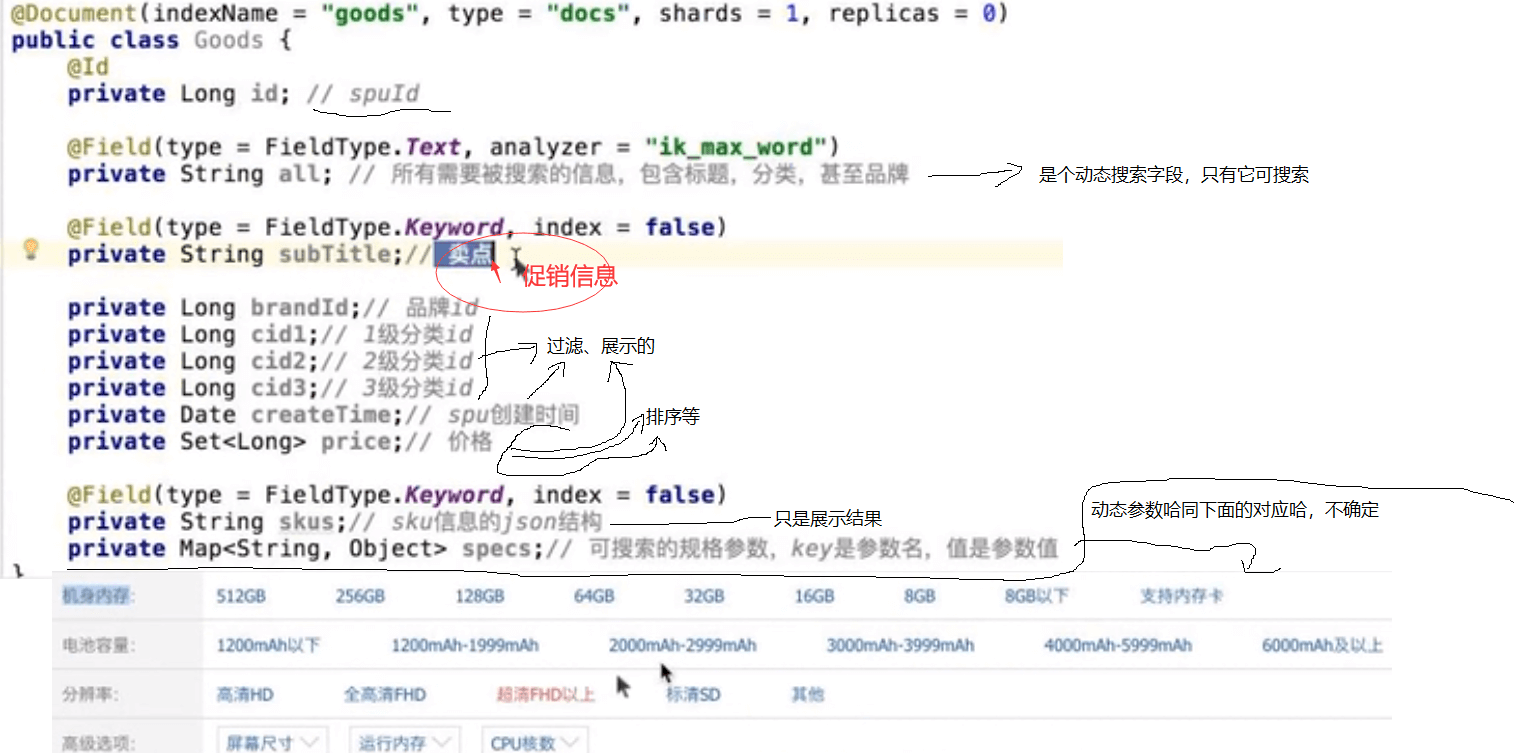 @Document(indexName = "goods", type = "docs", shards = 1, replicas = 0)
public class Goods {
@Id
private Long id; // spuId
@Field(type = FieldType.Text, analyzer = "ik_max_word")
private String all; // 所有需要被搜索的信息，包含标题，分类，甚至品牌
是个动态搜索字段，只有它可搜索
@Field(type = FieldType.Keyword, index = false)
private String subTitle;// 卖点
促销信息
private Long brandId;// 品牌id
private Long cid1;// 1级分类id
private Long cid2;// 2级分类id
过滤、展示的
private Long cid3;// 3级分类id
private Date createTime;// spu创建时间
排序等
private Set<Long> price;// 价格
@Field(type = FieldType.Keyword, index = false)
private String skus;// sku信息的json结构
只是展示结果
动态参数哈同下面的对应哈，不确定
private Map<String, Object> specs;// 可搜索的规格参数，key是参数名，值是参数值
}
机身内存: 512GB 256GB 128GB 64GB 32GB 16GB 8GB 8GB以下 支持内存卡
电池容量: 1200mAh以下 1200mAh-1999mAh 2000mAh-2999mAh 3000mAh-3999mAh 4000mAh-5999mAh 6000mAh及以上
分辨率: 高清HD 全高清FHD 超清FHD以上 标清SD 其他
高级选项: 屏幕尺寸 运行内存 CPU核数